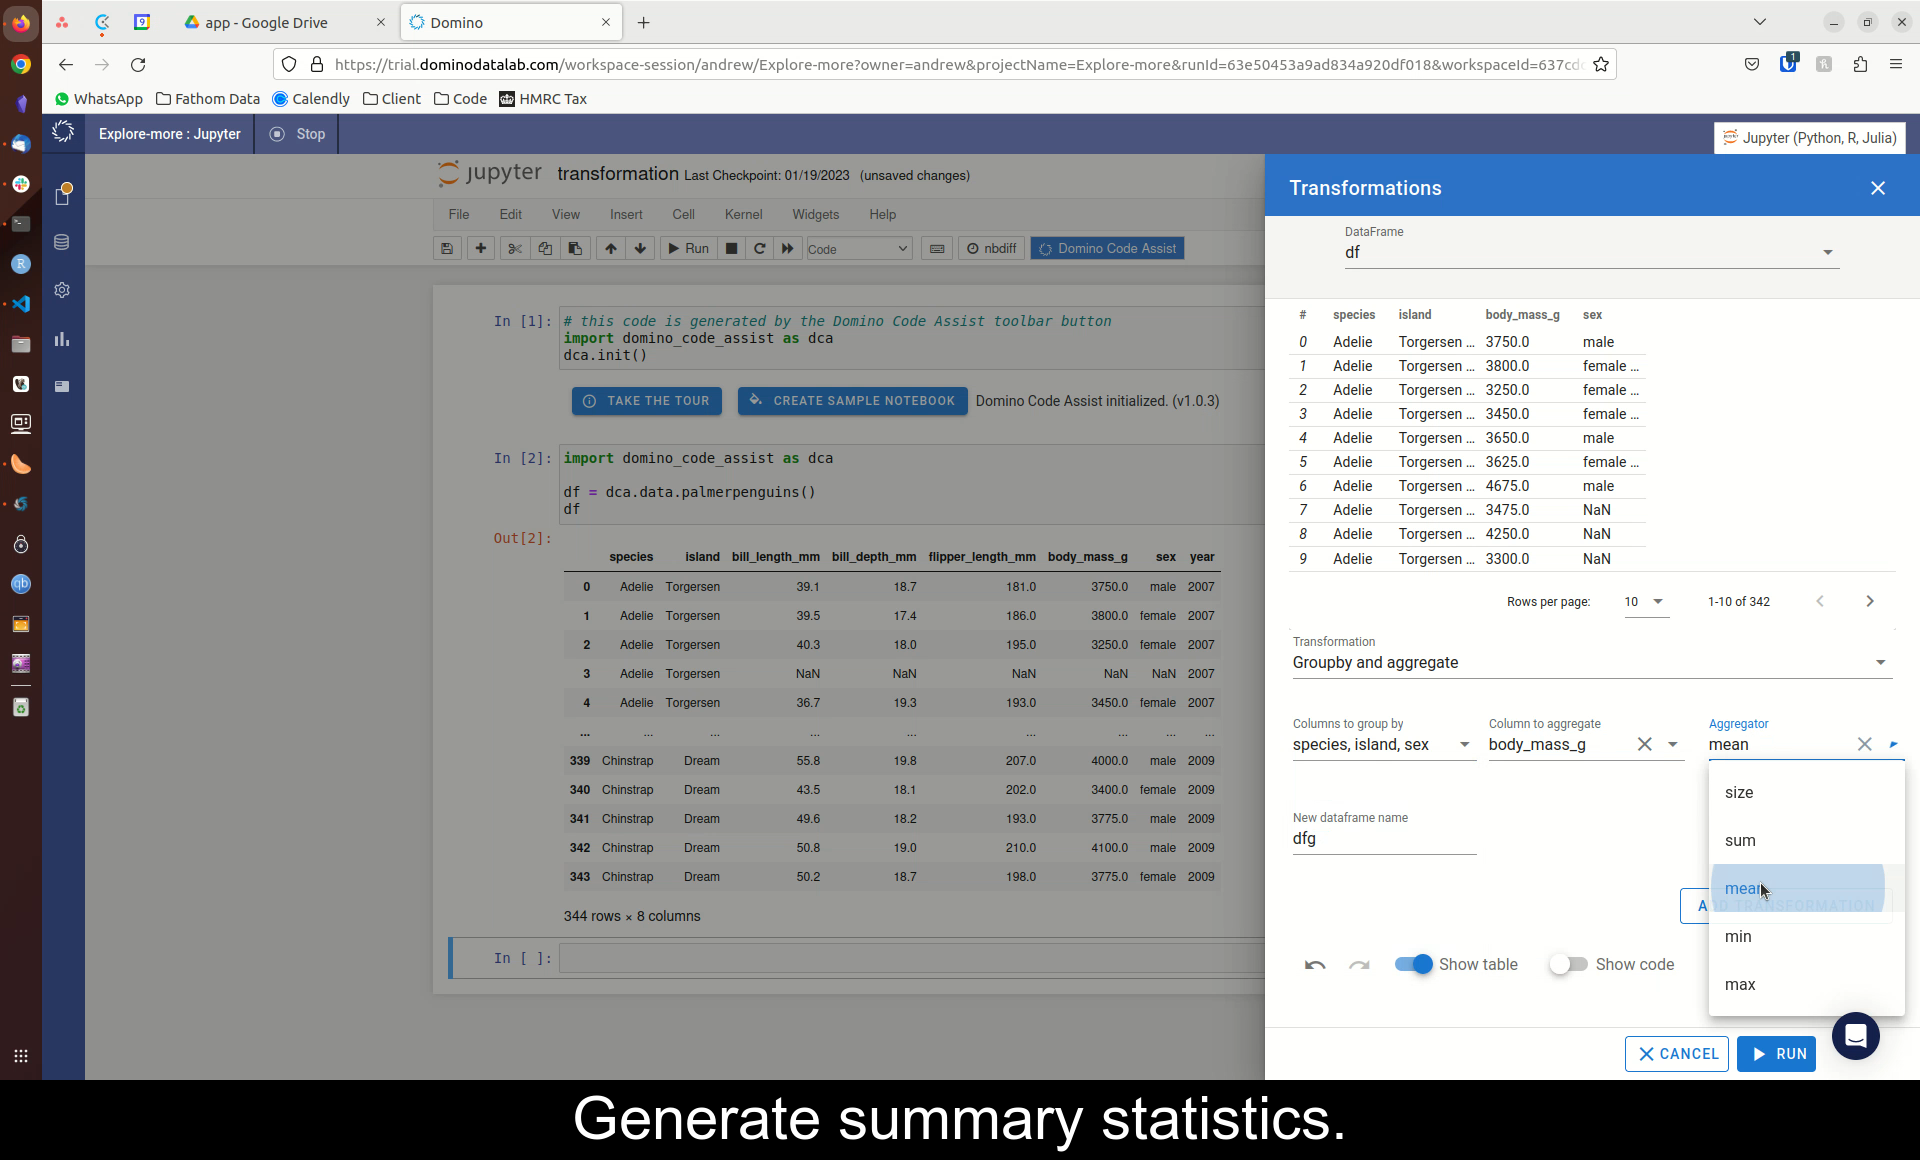 9
app - Google Drive
Domino
https://trial.dominodatalab.com/workspace-session/andrew/Explore-more?owner=andrew&projectName=Explore-more&runId=63e50453a9ad834a920df018&workspaceId=637cd
1
WhatsApp Fathom Data Calendly Client Code HMRC Tax
Explore-more : Jupyter Stop
Jupyter (Python, R, Julia)
jupyter transformation Last Checkpoint: 01/19/2023 (unsaved changes)
File Edit View Insert Cell Kernel Widgets Help
Run Code nbdiff Domino Code Assist
In [1]: # this code is generated by the Domino Code Assist toolbar button
import domino_code_assist as dca
dca.init()
TAKE THE TOUR CREATE SAMPLE NOTEBOOK Domino Code Assist initialized. (v1.0.3)
In [2]: import domino_code_assist as dca
df = dca.data.palmerpenguins()
df
Out[2]:
species island bill_length_mm bill_depth_mm flipper_length_mm body_mass_g sex year
0 Adelie Torgersen 39.1 18.7 181.0 3750.0 male 2007
1 Adelie Torgersen 39.5 17.4 186.0 3800.0 female 2007
2 Adelie Torgersen 40.3 18.0 195.0 3250.0 female 2007
3 Adelie Torgersen NaN NaN NaN NaN NaN 2007
4 Adelie Torgersen 36.7 19.3 193.0 3450.0 female 2007
... ... ... ... ... ... ... ... ...
339 Chinstrap Dream 55.8 19.8 207.0 4000.0 male 2009
340 Chinstrap Dream 43.5 18.1 202.0 3400.0 female 2009
341 Chinstrap Dream 49.6 18.2 193.0 3775.0 male 2009
342 Chinstrap Dream 50.8 19.0 210.0 4100.0 male 2009
343 Chinstrap Dream 50.2 18.7 198.0 3775.0 female 2009
344 rows × 8 columns
In [ ]:
Transformations
DataFrame
df
# species island body_mass_g sex
0 Adelie Torgersen ... 3750.0 male
1 Adelie Torgersen ... 3800.0 female ...
2 Adelie Torgersen ... 3250.0 female ...
3 Adelie Torgersen ... 3450.0 female ...
4 Adelie Torgersen ... 3650.0 male
5 Adelie Torgersen ... 3625.0 female ...
6 Adelie Torgersen ... 4675.0 male
7 Adelie Torgersen ... 3475.0 NaN
8 Adelie Torgersen ... 4250.0 NaN
9 Adelie Torgersen ... 3300.0 NaN
Rows per page: 10 1-10 of 342
Transformation
Groupby and aggregate
Columns to group by Column to aggregate Aggregator
species, island, sex body_mass_g mean
size
sum
mean
min
max
New dataframe name
dfg
ADD TRANSFORMATION
Show table Show code
CANCEL RUN
Generate summary statistics.